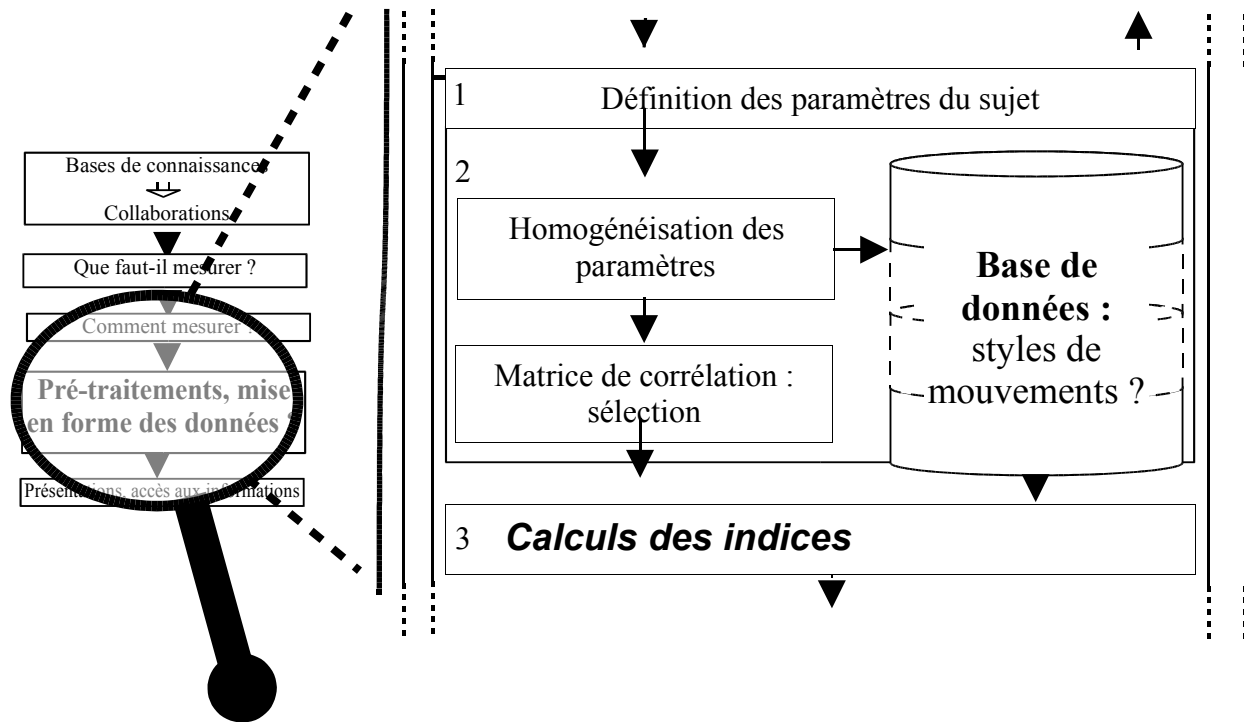 Bases de connaissances
Collaborations
Que faut-il mesurer ?
Comment mesurer ?
Pré-traitements, mise
en forme des données ?
Présentations, accès aux informations
1
Définition des paramètres du sujet
2
Homogénéisation des
paramètres
Matrice de corrélation :
sélection
Base de
données :
styles de
mouvements ?
3 Calculs des indices